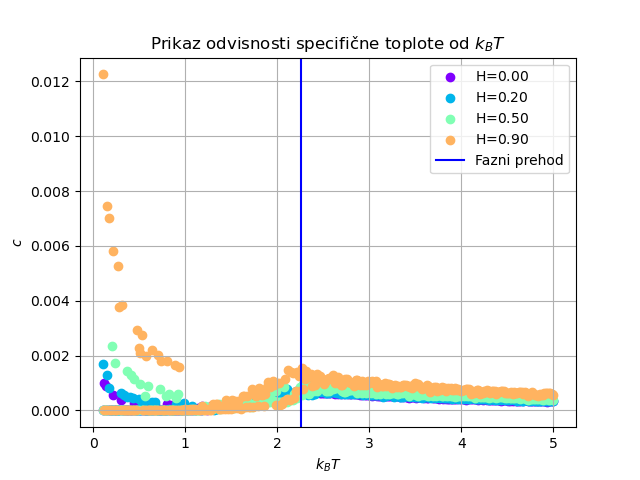 Prikaz odvisnosti specifične toplote od $k_BT$
0.012
0.010
0.008
0.006
0.004
0.002
0.000
c
H=0.00
H=0.20
H=0.50
H=0.90
Fazni prehod
0 1 2 3 4 5
$k_BT$